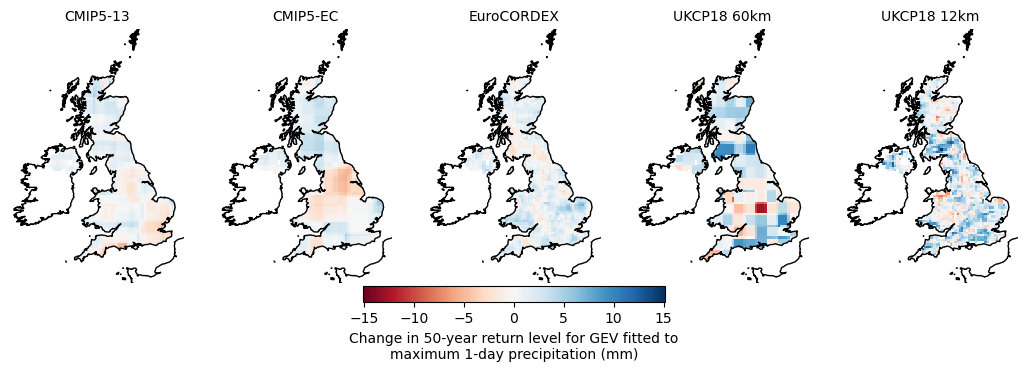 CMIP5-13
CMIP5-EC
EuroCORDEX
UKCP18 60km
UKCP18 12km
−15
−10
−5
0
5
10
15
Change in 50-year return level for GEV fitted to
maximum 1-day precipitation (mm)